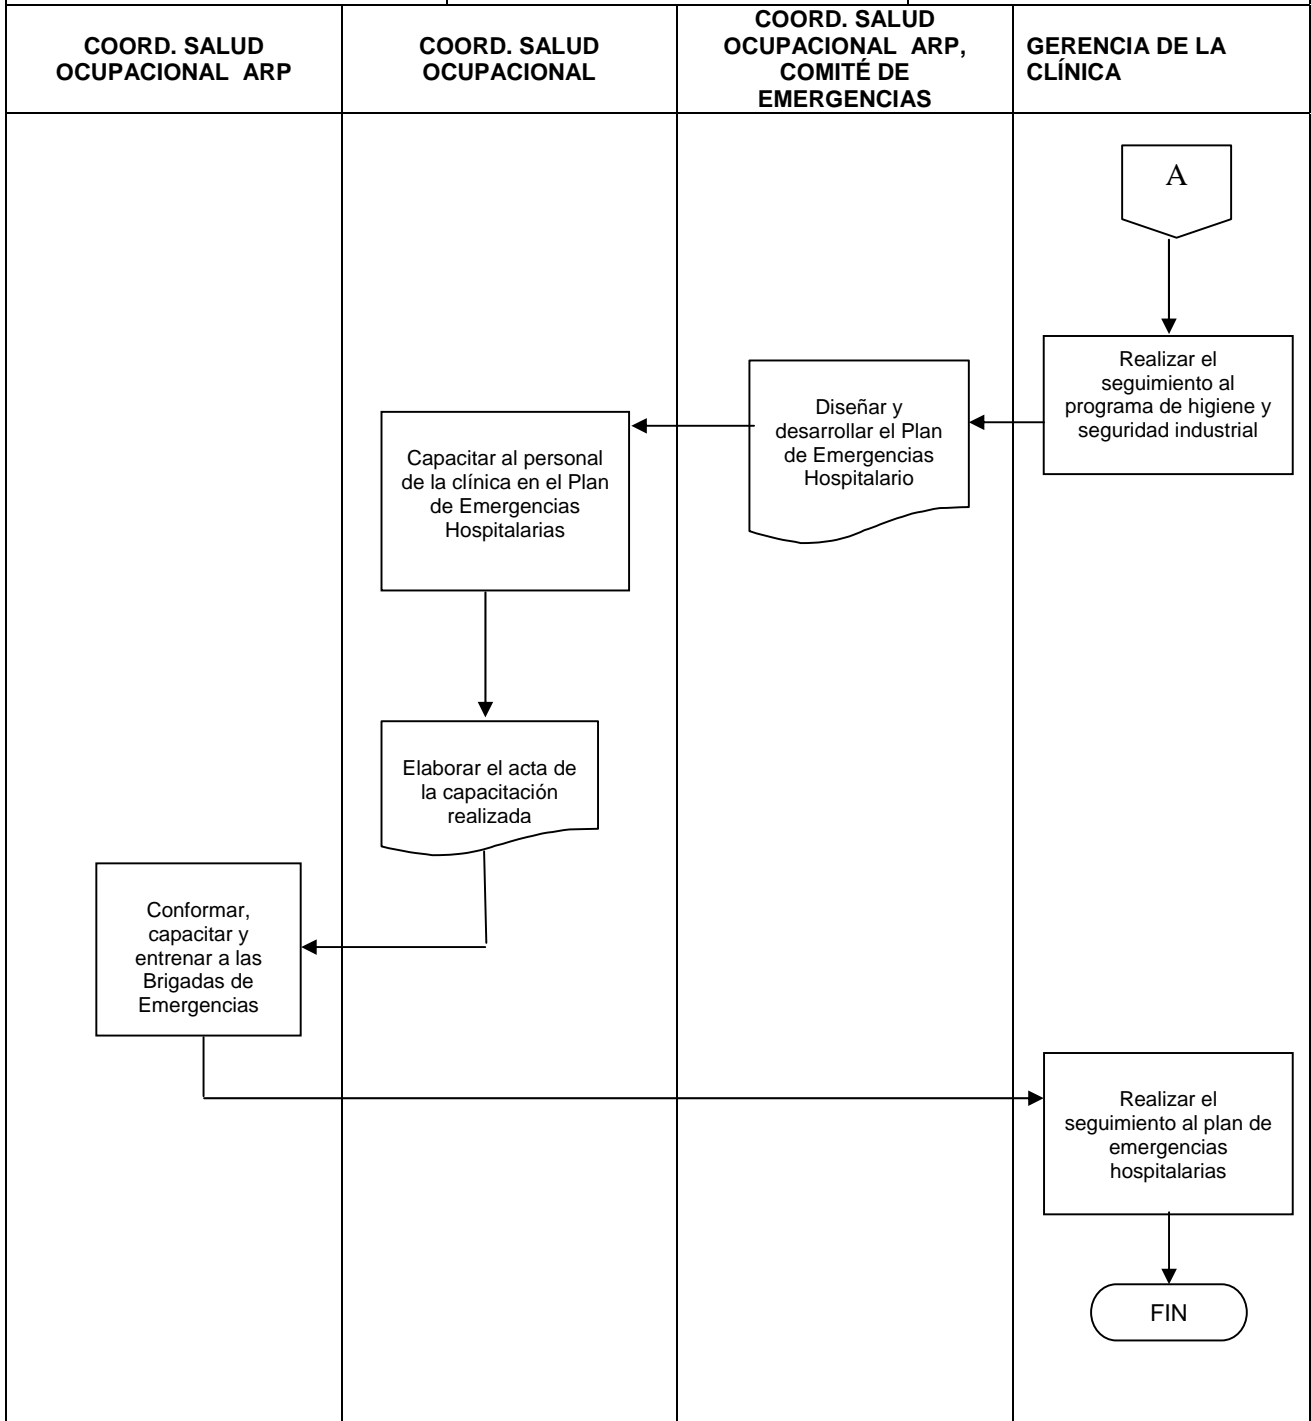 COORD. SALUD
OCUPACIONAL ARP
COORD. SALUD
OCUPACIONAL
COORD. SALUD
OCUPACIONAL ARP,
COMITÉ DE
EMERGENCIAS
GERENCIA DE LA
CLÍNICA
A
Realizar el
seguimiento al
programa de higiene y
seguridad industrial
Diseñar y
desarrollar el Plan
de Emergencias
Hospitalario
Capacitar al personal
de la clínica en el Plan
de Emergencias
Hospitalarias
Elaborar el acta de
la capacitación
realizada
Conformar,
capacitar y
entrenar a las
Brigadas de
Emergencias
Realizar el
seguimiento al plan de
emergencias
hospitalarias
FIN